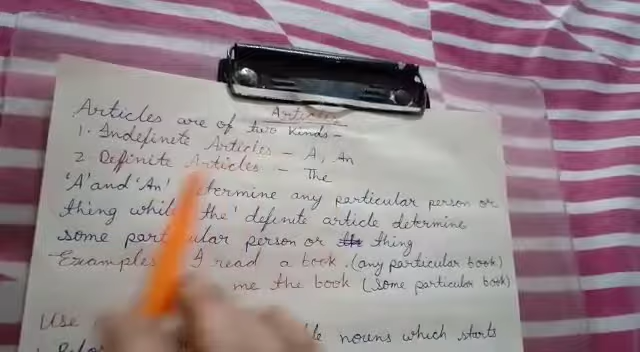 Articles
Articles are of two kinds-
1. Indefinite Articles - A, An
2. Definite Articles - The
'A' and 'An' determine any particular person or
thing while 'the' definite article determine
some particular person or thing
Examples I read a book. (any particular book)
me the book (some particular book)
Use nouns which starts